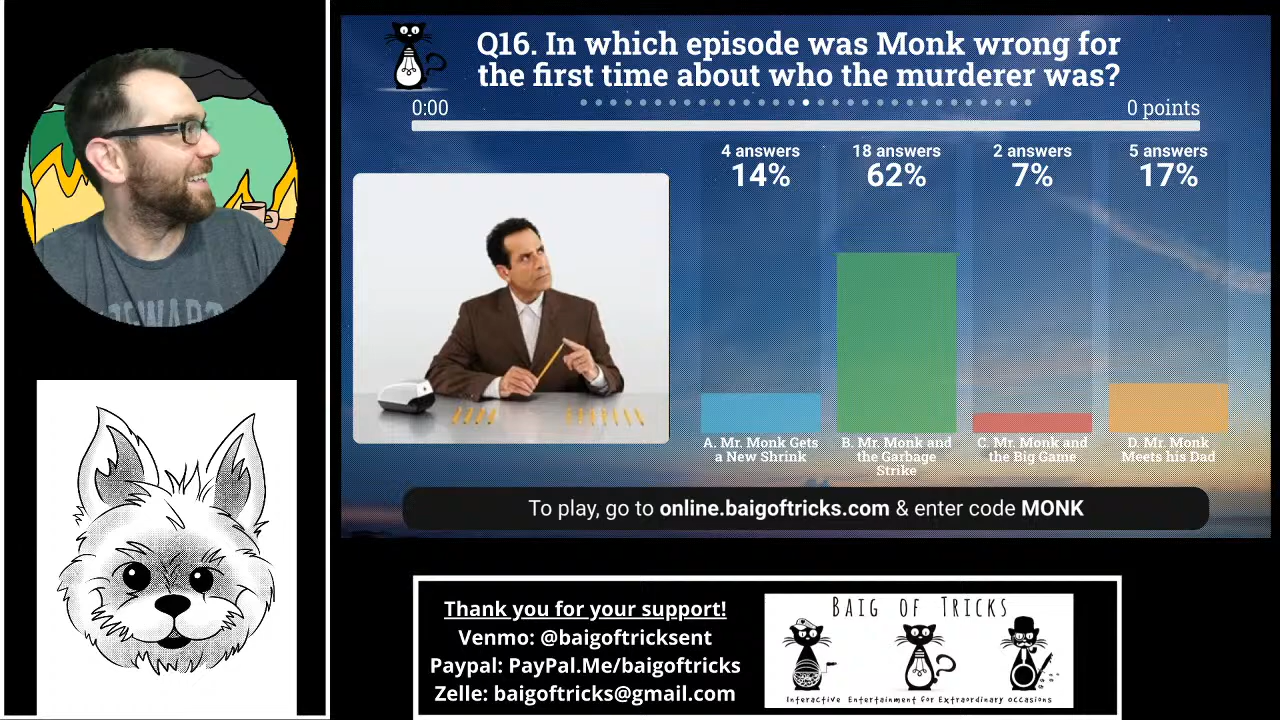 Q16. In which episode was Monk wrong for
the first time about who the murderer was?
0:00
0 points
4 answers
14%
18 answers
62%
2 answers
7%
5 answers
17%
A. Mr. Monk Gets
a New Shrink
B. Mr. Monk and
the Garbage
Strike
C. Mr. Monk and
the Big Game
D. Mr. Monk
Meets his Dad
To play, go to online.baigoftricks.com & enter code MONK
Thank you for your support!
Venmo: @baigoftricksent
Paypal: PayPal.Me/baigoftricks
Zelle: baigoftricks@gmail.com
BAIG OF TRICKS
Interactive Entertainment for Extraordinary occasions